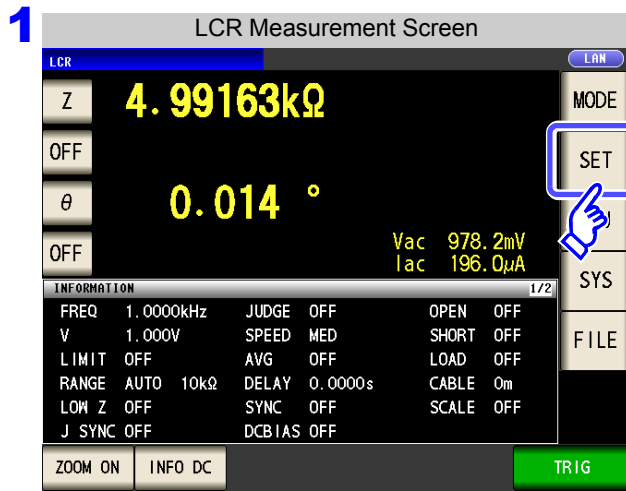 1
LCR Measurement Screen
LCR
LAN
Z 4.99163kΩ
MODE
OFF
SET
θ 0.014 °
OFF
Vac 978.2mV
Iac 196.0μA
SYS
INFORMATION 1/2
FREQ 1.0000kHz JUDGE OFF OPEN OFF
V 1.000V SPEED MED SHORT OFF
FILE
LIMIT OFF AVG OFF LOAD OFF
RANGE AUTO 10kΩ DELAY 0.0000s CABLE 0m
LOW Z OFF SYNC OFF SCALE OFF
J SYNC OFF DCBIAS OFF
ZOOM ON INFO DC TRIG